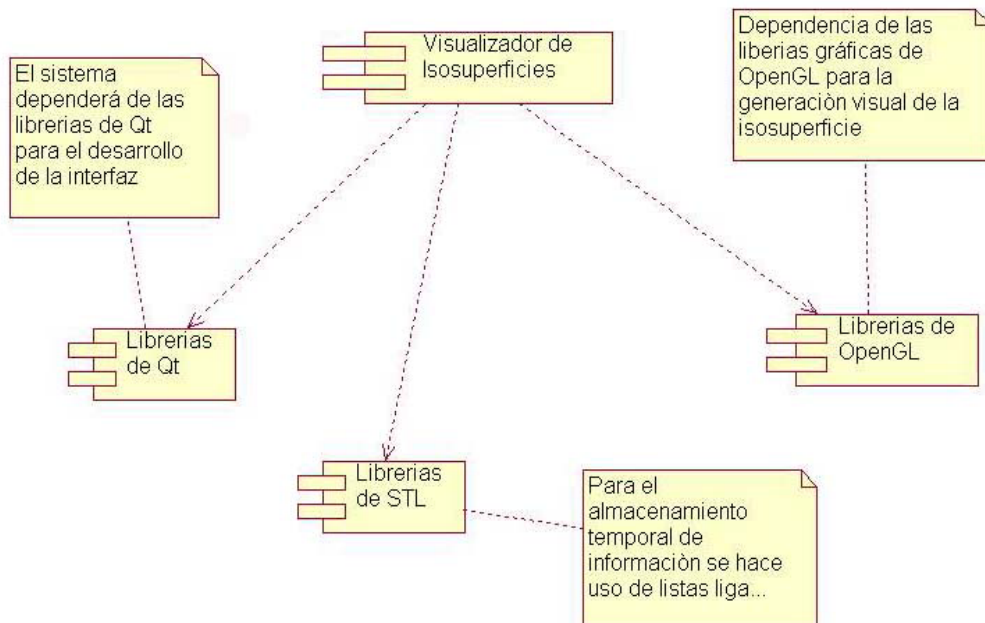 Visualizador de
Isosuperficies
El sistema
dependerá de las
librerias de Qt
para el desarrollo
de la interfaz
Dependencia de las
liberias gráficas de
OpenGL para la
generaciòn visual de la
isosuperficie
Librerias
de Qt
Librerias de
OpenGL
Librerias
de STL
Para el
almacenamiento
temporal de
informaciòn se hace
uso de listas liga...